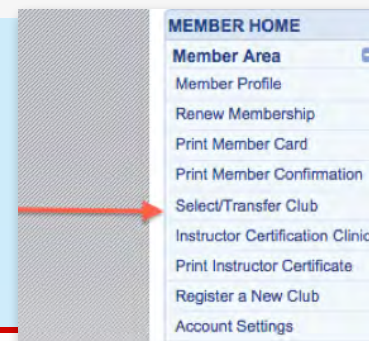 MEMBER HOME
Member Area
Member Profile
Renew Membership
Print Member Card
Print Member Confirmation
Select/Transfer Club
Instructor Certification Clinic
Print Instructor Certificate
Register a New Club
Account Settings